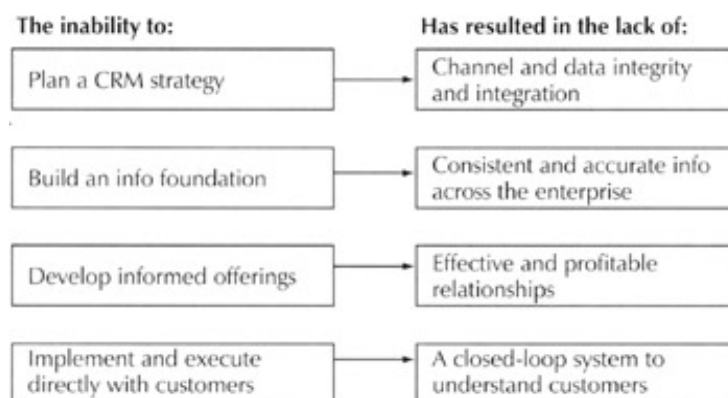 The inability to:
Has resulted in the lack of:
Plan a CRM strategy
Channel and data integrity
and integration
Build an info foundation
Consistent and accurate info
across the enterprise
Develop informed offerings
Effective and profitable
relationships
Implement and execute
directly with customers
A closed-loop system to
understand customers